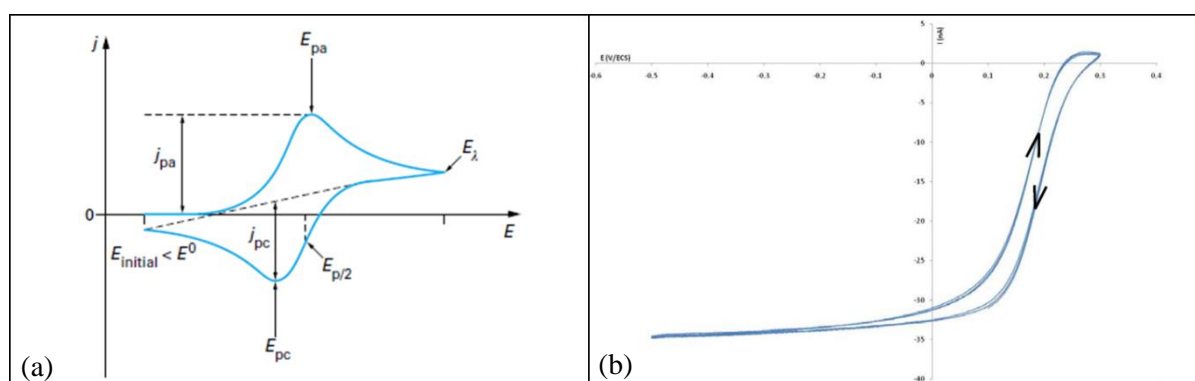 j
E_pa
j_pa
E_λ
0
E
E_initial < E^0
j_pc
E_p/2
E_pc
(a)
5
I (mA)
E (V/ECS)
0
-0.6
-0.5
-0.4
-0.3
-0.2
-0.1
0
0.1
0.2
0.3
0.4
-5
-10
-15
-20
-25
-30
-35
-40
(b)